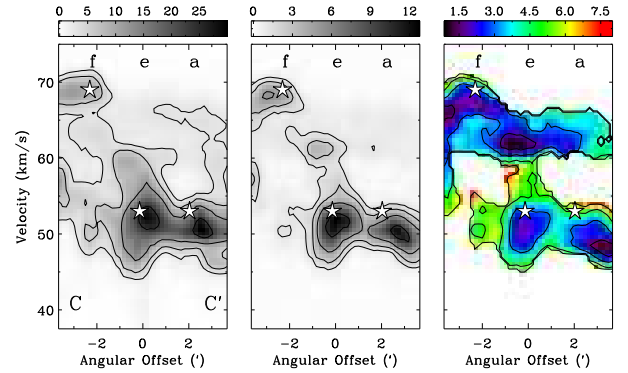 0 5 10 15 20 25
0 3 6 9 12
1.5 3.0 4.5 6.0 7.5
f e a
f e a
f e a
70
60
50
40
Velocity (km/s)
C C'
-2 0 2
-2 0 2
-2 0 2
Angular Offset (')
Angular Offset (')
Angular Offset (')